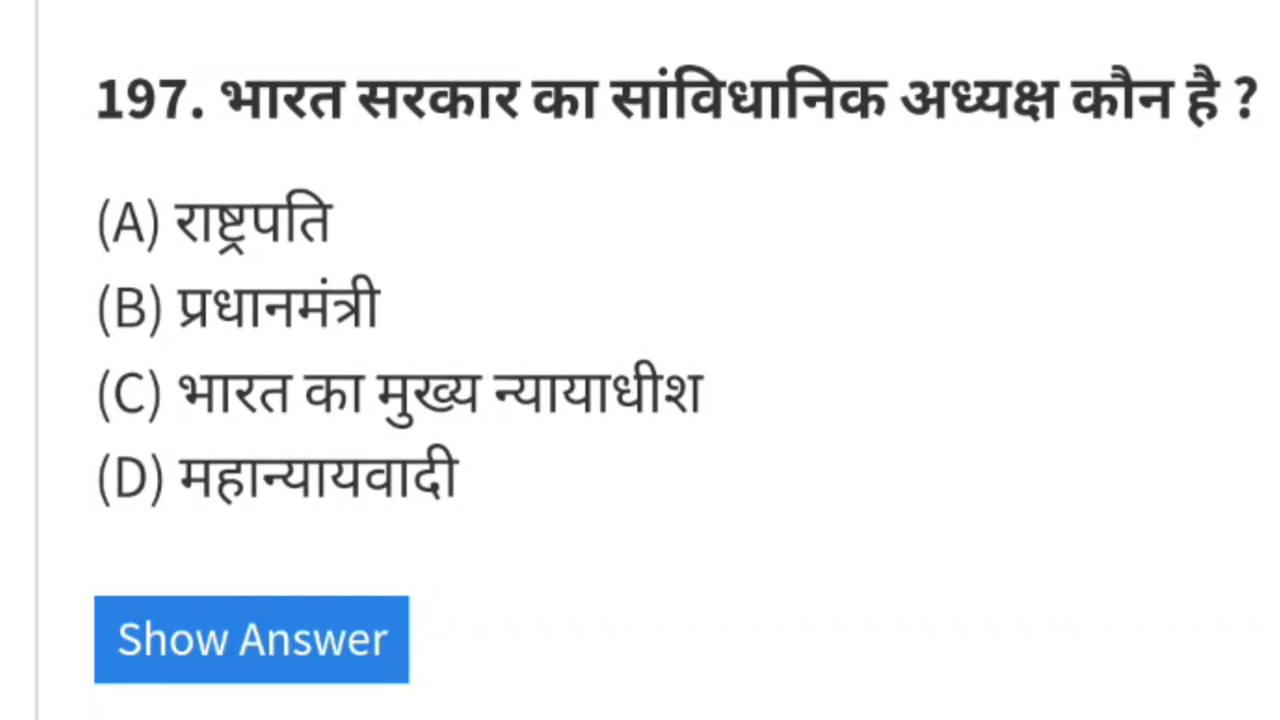 197. भारत सरकार का सांविधानिक अध्यक्ष कौन है ?
(A) राष्ट्रपति
(B) प्रधानमंत्री
(C) भारत का मुख्य न्यायाधीश
(D) महान्यायवादी
Show Answer